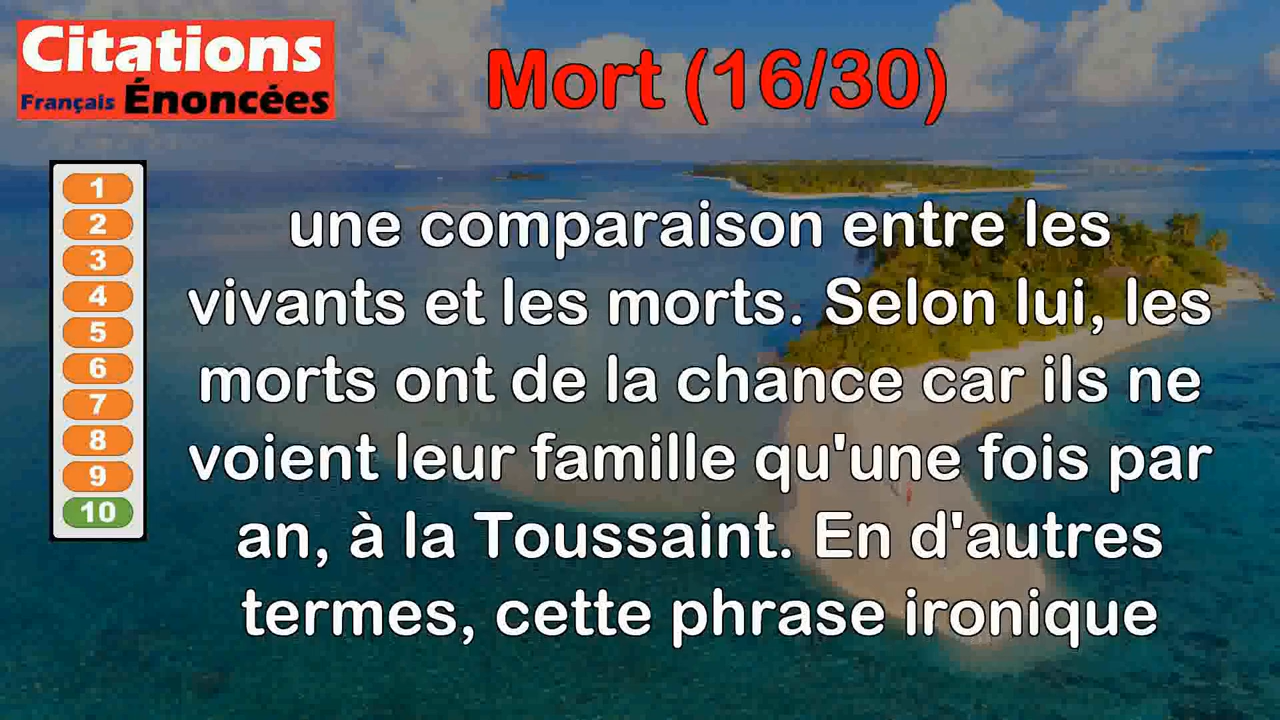 Citations
Français Énoncées
Mort (16/30)
1
2
3
4
5
6
7
8
9
10
une comparaison entre les
vivants et les morts. Selon lui, les
morts ont de la chance car ils ne
voient leur famille qu'une fois par
an, à la Toussaint. En d'autres
termes, cette phrase ironique